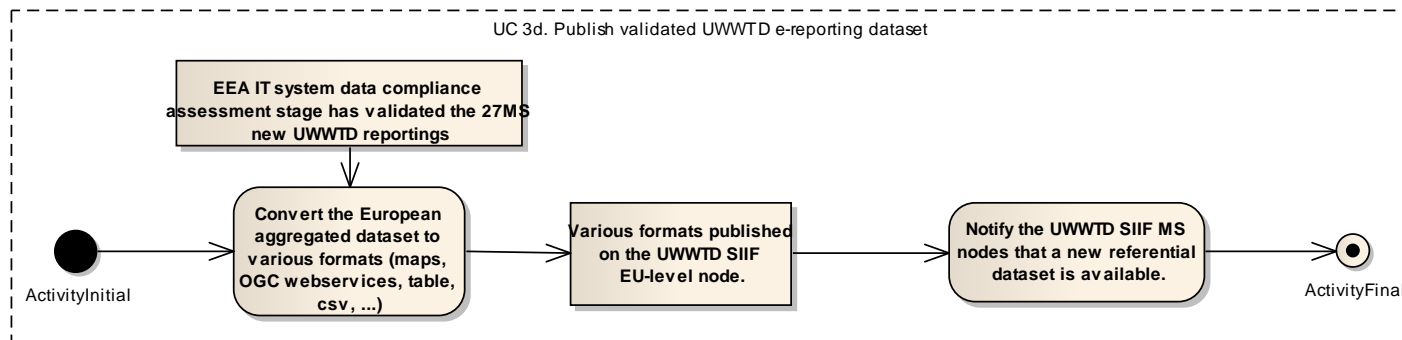 UC 3d. Publish validated UWWTD e-reporting dataset
EEA IT system data compliance
assessment stage has validated the 27MS
new UWWTD reportings
Convert the European
aggregated dataset to
various formats (maps,
OGC webservices, table,
csv, ...)
Various formats published
on the UWWTD SIIF
EU-level node.
Notify the UWWTD SIIF MS
nodes that a new referential
dataset is available.
ActivityInitial
ActivityFinal